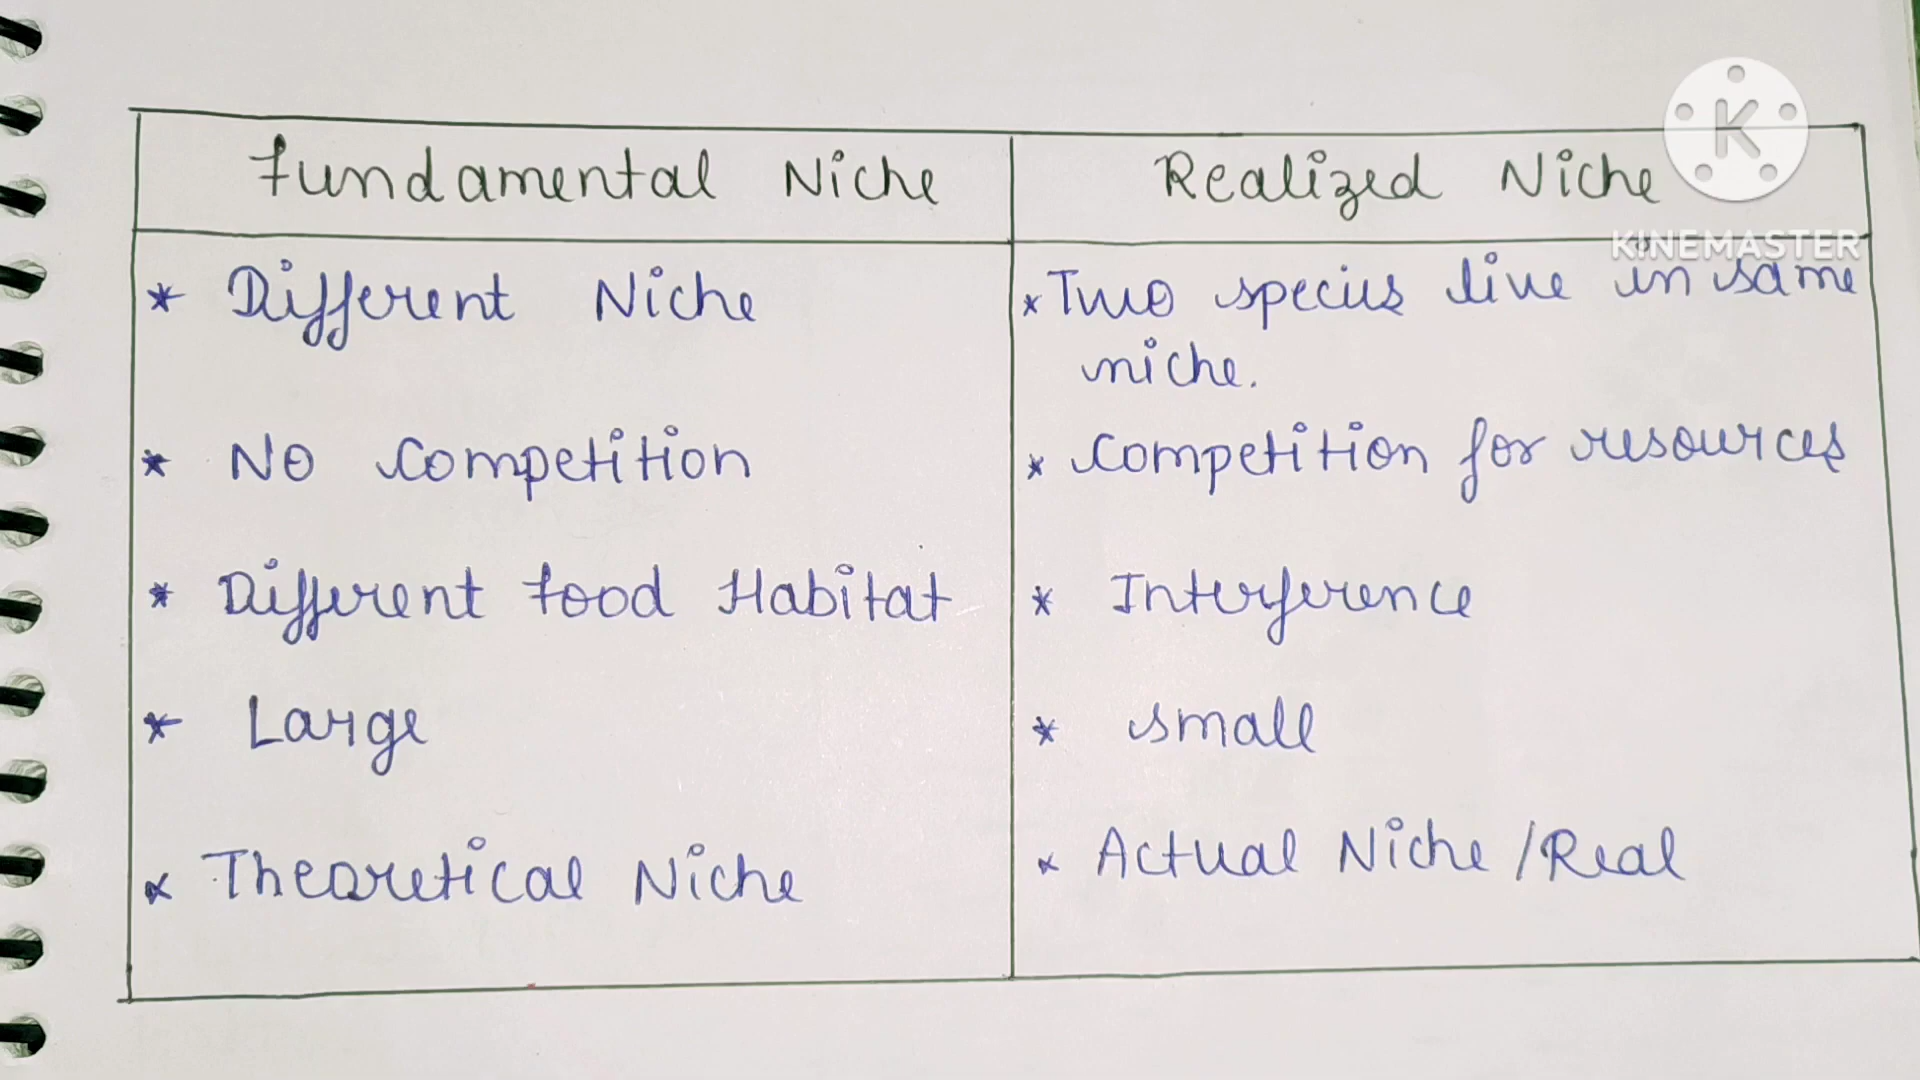 Fundamental Niche
Realized Niche
K
KINEMASTER
* Different Niche
* Two species live in same
niche.
* No competition
* competition for resources
* Different Food Habitat
* Interference
* Large
* small
* Theoretical Niche
* Actual Niche / Real